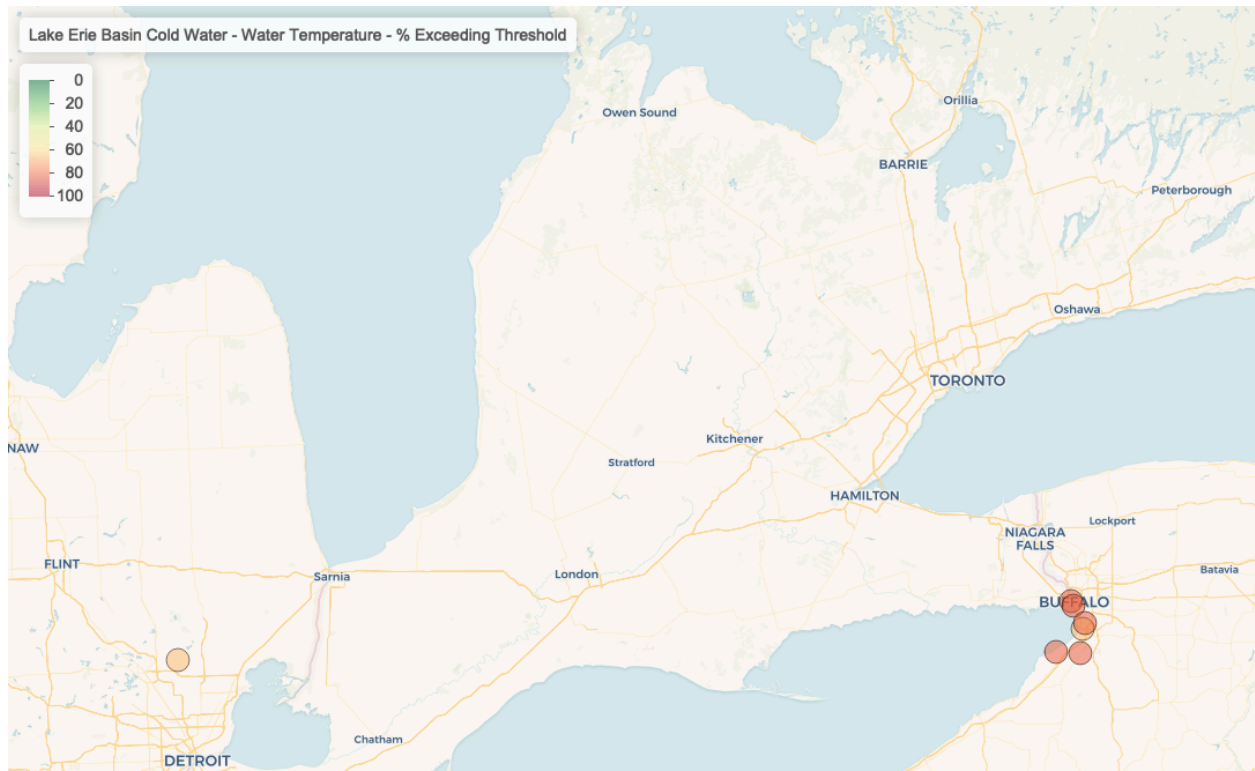 Lake Erie Basin Cold Water - Water Temperature - % Exceeding Threshold
0
20
40
60
80
100
Owen Sound
Orillia
BARRIE
Peterborough
Oshawa
TORONTO
NAW
Kitchener
Stratford
HAMILTON
Lockport
NIAGARA
FALLS
FLINT
Sarnia
London
Batavia
BUFFALO
Chatham
DETROIT